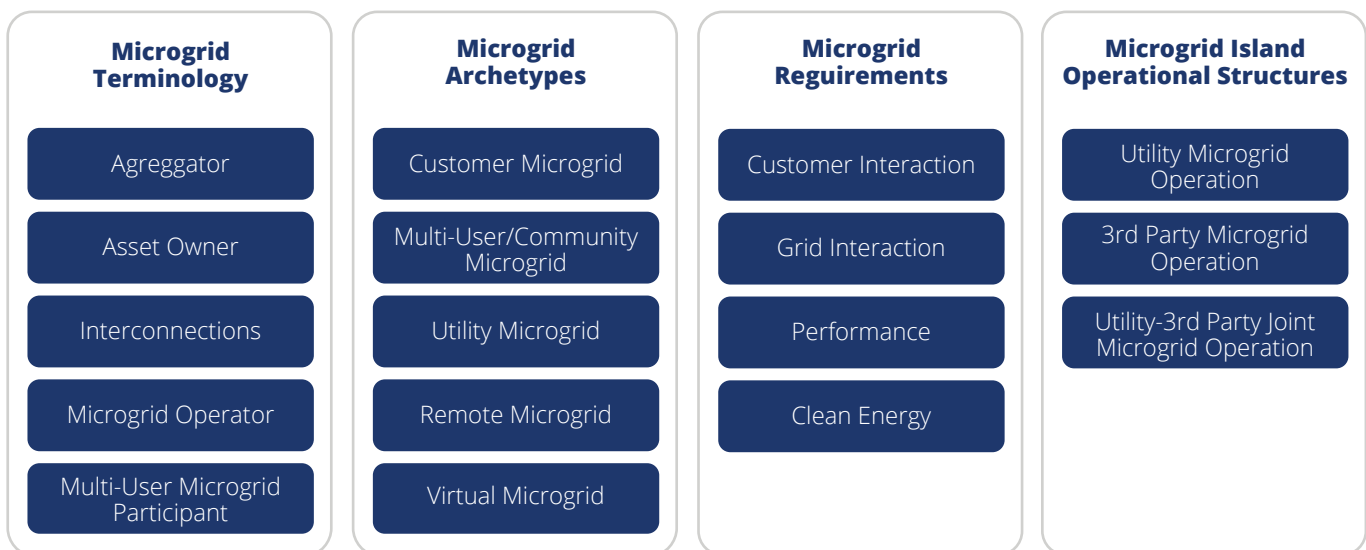 Microgrid
Terminology
Agreggator
Asset Owner
Interconnections
Microgrid Operator
Multi-User Microgrid
Participant
Microgrid
Archetypes
Customer Microgrid
Multi-User/Community
Microgrid
Utility Microgrid
Remote Microgrid
Virtual Microgrid
Microgrid
Reguirements
Customer Interaction
Grid Interaction
Performance
Clean Energy
Microgrid Island
Operational Structures
Utility Microgrid
Operation
3rd Party Microgrid
Operation
Utility-3rd Party Joint
Microgrid Operation